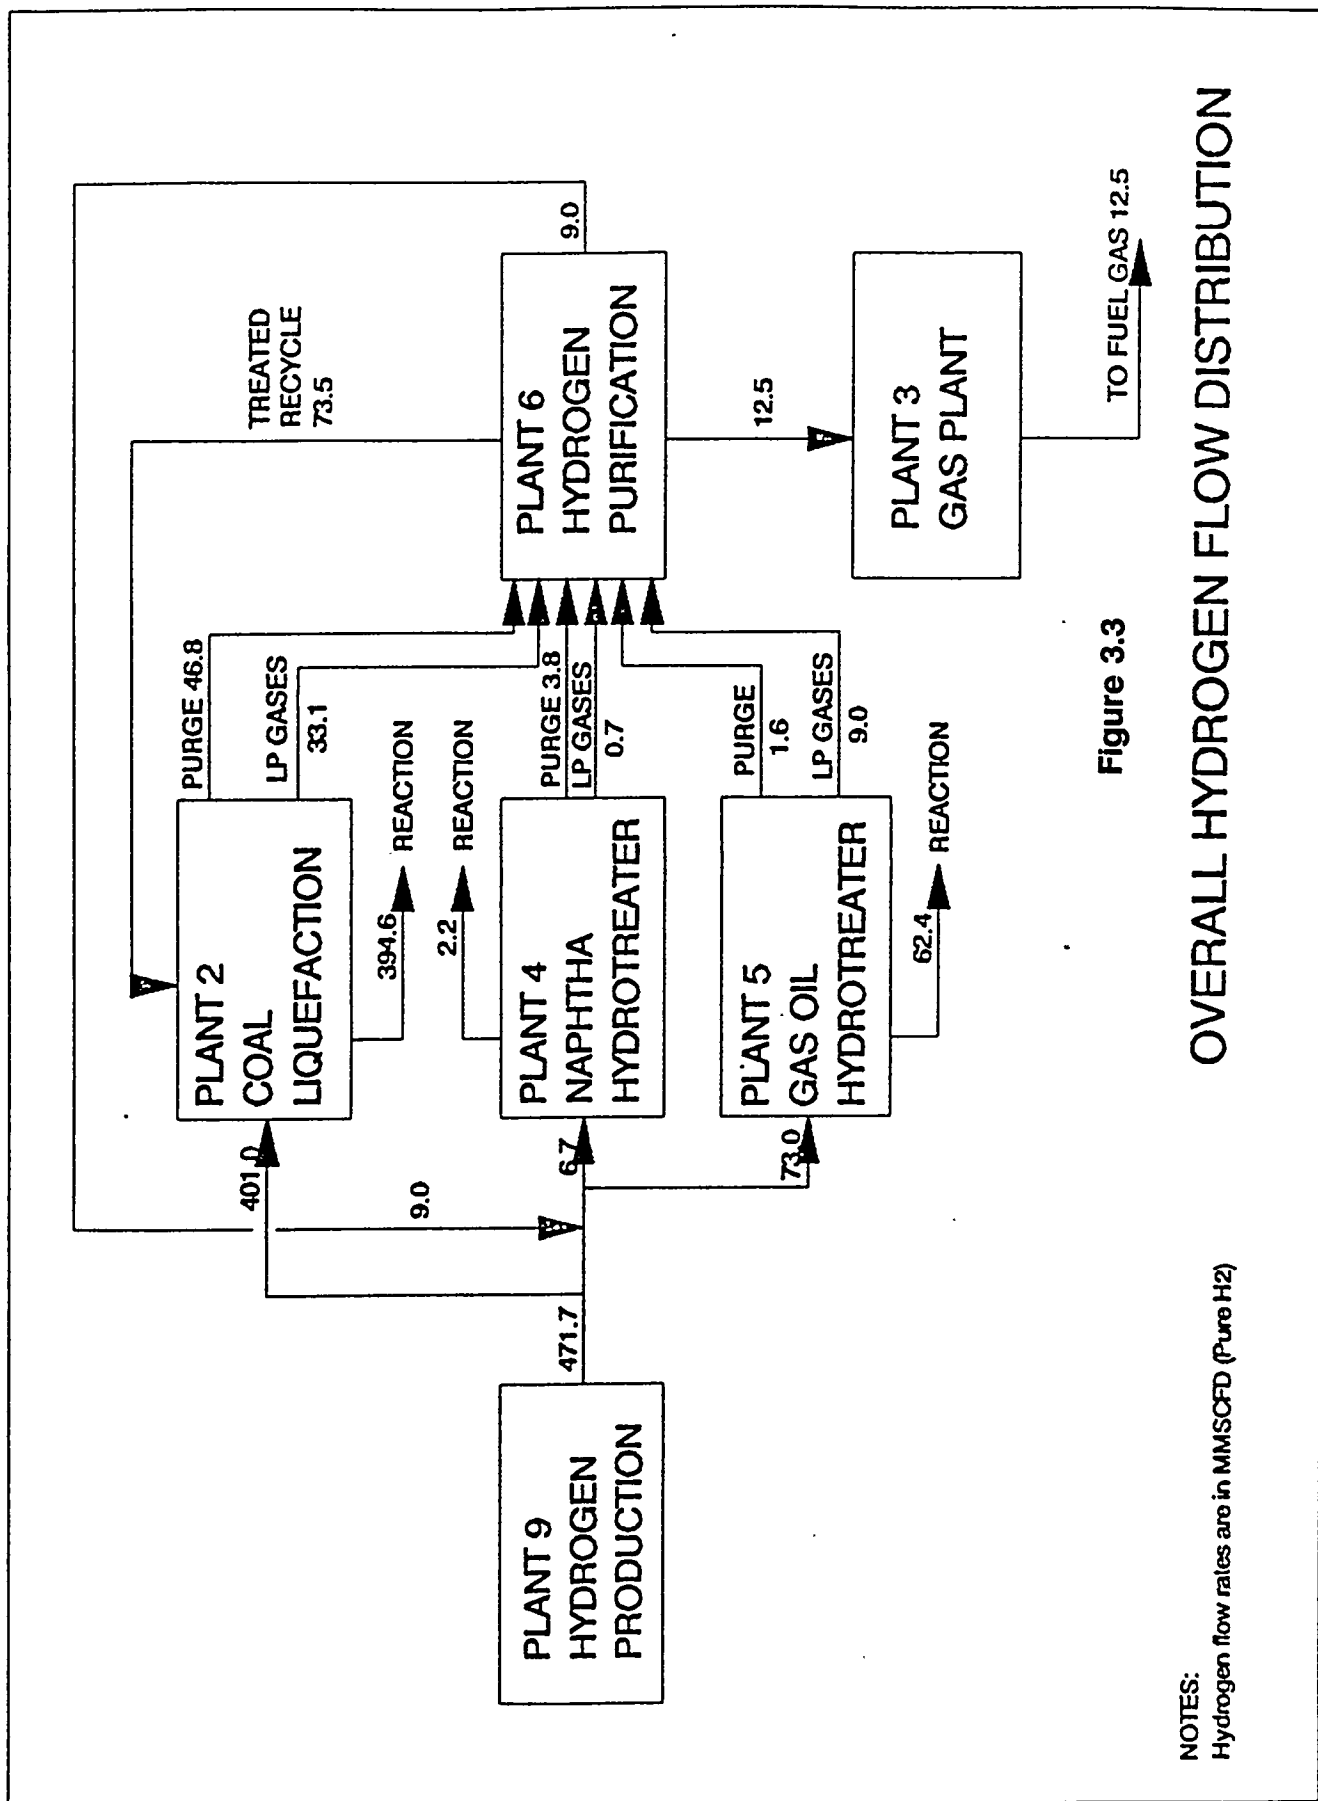 TREATED
RECYCLE
73.5
9.0
PURGE 46.8
LP GASES
33.1
PLANT 2
COAL
LIQUEFACTION
401.0
394.6
REACTION
9.0
2.2
REACTION
PLANT 9
HYDROGEN
PRODUCTION
471.7
6.7
PLANT 4
NAPHTHA
HYDROTREATER
PURGE 3.8
LP GASES
0.7
PLANT 6
HYDROGEN
PURIFICATION
73.0
PLANT 5
GAS OIL
HYDROTREATER
PURGE
1.6
LP GASES
9.0
62.4
REACTION
12.5
PLANT 3
GAS PLANT
TO FUEL GAS 12.5
Figure 3.3
OVERALL HYDROGEN FLOW DISTRIBUTION
NOTES:
Hydrogen flow rates are in MMSCFD (Pure H2)